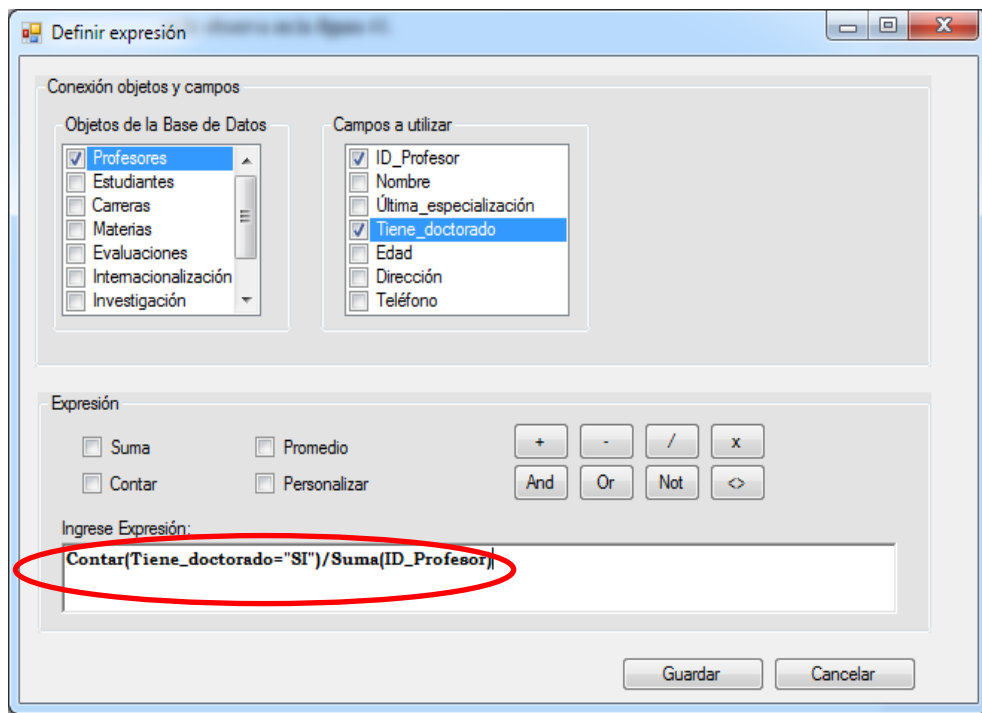 Definir expresión
Conexión objetos y campos
Objetos de la Base de Datos
Profesores
Estudiantes
Carreras
Materias
Evaluaciones
Internacionalización
Investigación
Campos a utilizar
ID_Profesor
Nombre
Última_especialización
Tiene_doctorado
Edad
Dirección
Teléfono
Expresión
Suma
Promedio
Contar
Personalizar
+ - / x
And Or Not <>
Ingrese Expresión:
Contar(Tiene_doctorado="SI")/Suma(ID_Profesor)
Guardar Cancelar